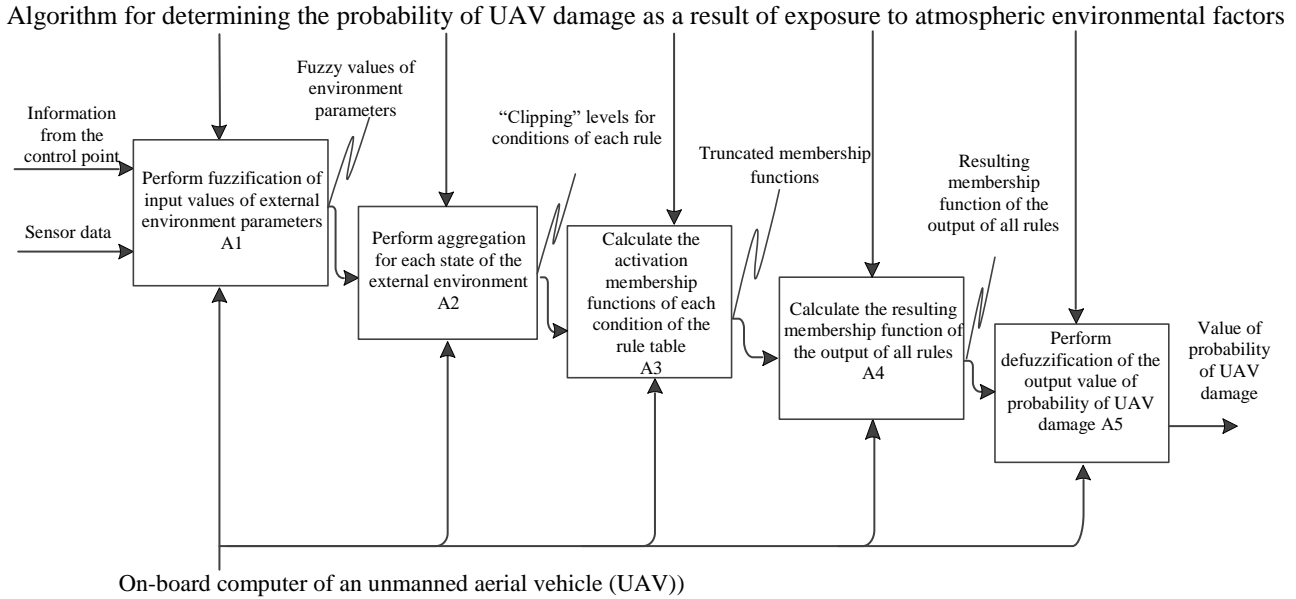 Algorithm for determining the probability of UAV damage as a result of exposure to atmospheric environmental factors
Information
from the
control point
Sensor data
Perform fuzzification of
input values of external
environment parameters
A1
Fuzzy values of
environment
parameters
Perform aggregation
for each state of the
external environment
A2
“Clipping” levels for
conditions of each rule
Calculate the
activation
membership
functions of each
condition of the
rule table
A3
Truncated membership
functions
Calculate the resulting
membership function of
the output of all rules
A4
Resulting
membership
function of the
output of all rules
Perform
defuzzification of the
output value of
probability of UAV
damage A5
Value of
probability
of UAV
damage
On-board computer of an unmanned aerial vehicle (UAV))